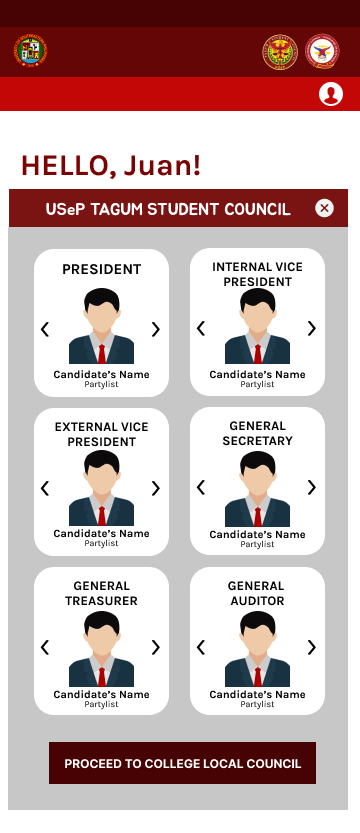 HELLO, Juan!
USeP TAGUM STUDENT COUNCIL
PRESIDENT
Candidate's Name
Partylist
INTERNAL VICE
PRESIDENT
Candidate's Name
Partylist
EXTERNAL VICE
PRESIDENT
Candidate's Name
Partylist
GENERAL
SECRETARY
Candidate's Name
Partylist
GENERAL
TREASURER
Candidate's Name
Partylist
GENERAL
AUDITOR
Candidate's Name
Partylist
PROCEED TO COLLEGE LOCAL COUNCIL